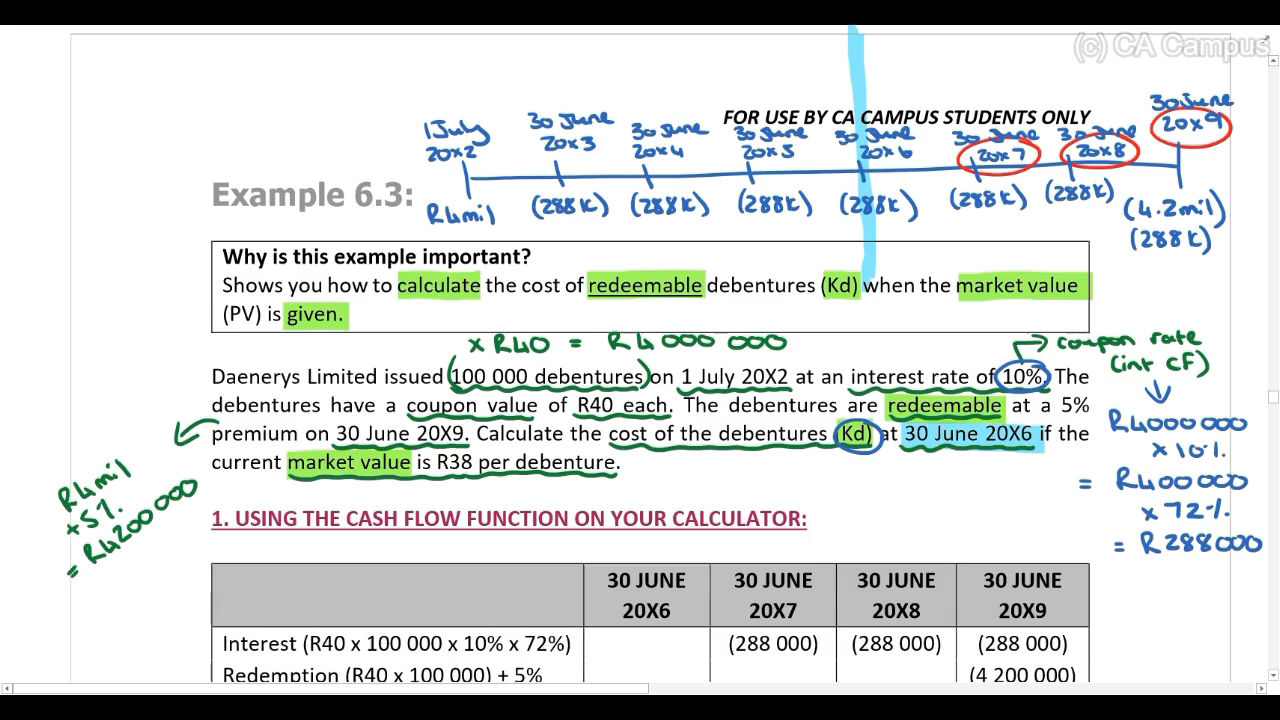 (c) CA Campus
30 June
20x9
FOR USE BY CA CAMPUS STUDENTS ONLY
1 July
20x2
30 June
20x3
30 June
20x4
30 June
20x5
30 June
20x6
30 June
20x7
30 June
20x8
Example 6.3:
R4mil
(288k)
(288k)
(288k)
(288k)
(288k)
(288k)
(4.2mil)
(288k)
Why is this example important?
Shows you how to calculate the cost of redeemable debentures (Kd) when the market value
(PV) is given.
x R40 = R4000 000
coupon rate
(int CF)
Daenerys Limited issued 100 000 debentures on 1 July 20X2 at an interest rate of 10%. The
debentures have a coupon value of R40 each. The debentures are redeemable at a 5%
premium on 30 June 20X9. Calculate the cost of the debentures (Kd) at 30 June 20X6 if the
current market value is R38 per debenture.
R4000000
x 10%
= R400000
x 72%
= R288000
R4mil
+5%
= R4200000
1. USING THE CASH FLOW FUNCTION ON YOUR CALCULATOR:
30 JUNE 20X6
30 JUNE 20X7
30 JUNE 20X8
30 JUNE 20X9
Interest (R40 x 100 000 x 10% x 72%) (288 000) (288 000) (288 000)
Redemption (R40 x 100 000) + 5% (4 200 000)